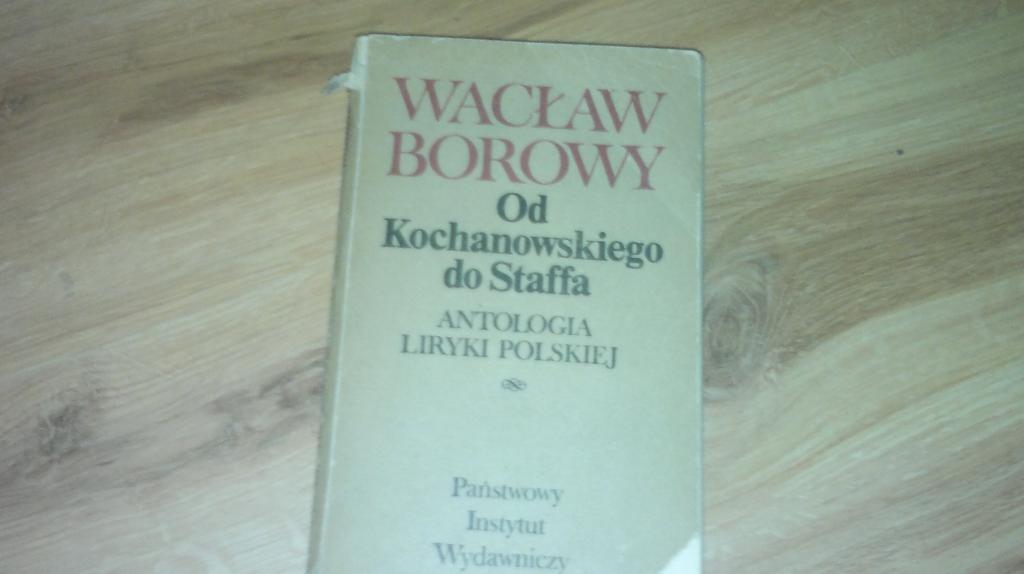 WACŁAW
BOROWY
Od
Kochanowskiego
do Staffa
ANTOLOGIA
LIRYKI POLSKIEJ
Państwowy
Instytut
Wydawniczy